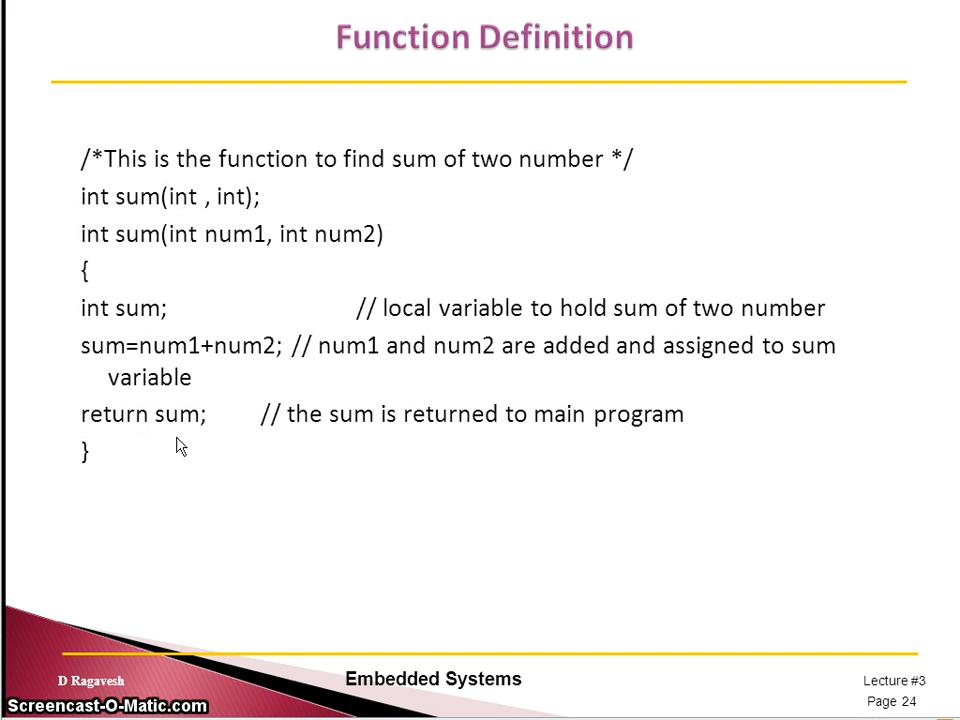 Function Definition
/*This is the function to find sum of two number */
int sum(int , int);
int sum(int num1, int num2)
{
int sum; // local variable to hold sum of two number
sum=num1+num2; // num1 and num2 are added and assigned to sum
variable
return sum; // the sum is returned to main program
}
D Ragavesh Embedded Systems Lecture #3
Screencast-O-Matic.com Page 24